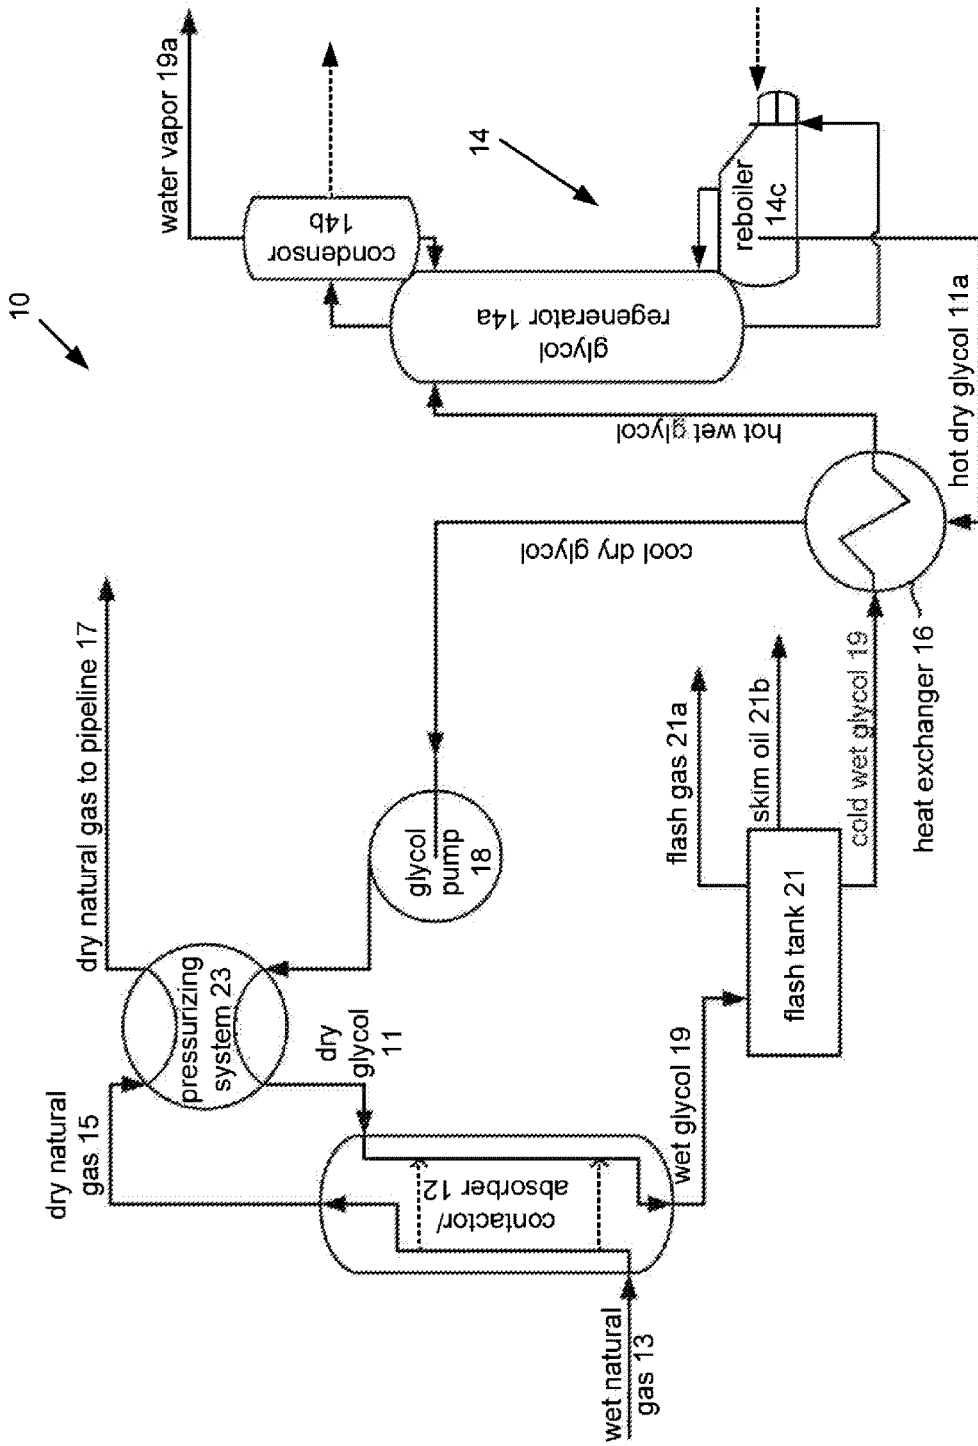 10
dry natural
gas 15
dry natural gas to pipeline 17
water vapor 19a
pressurizing
system 23
condensor
14b
14
dry
glycol
11
glycol
pump
18
wet natural
gas 13
contactor/
absorber 12
wet glycol 19
flash tank 21
flash gas 21a
skim oil 21b
cold wet glycol 19
heat exchanger 16
cool dry glycol
hot wet glycol
glycol
regenerator 14a
reboiler
14c
hot dry glycol 11a